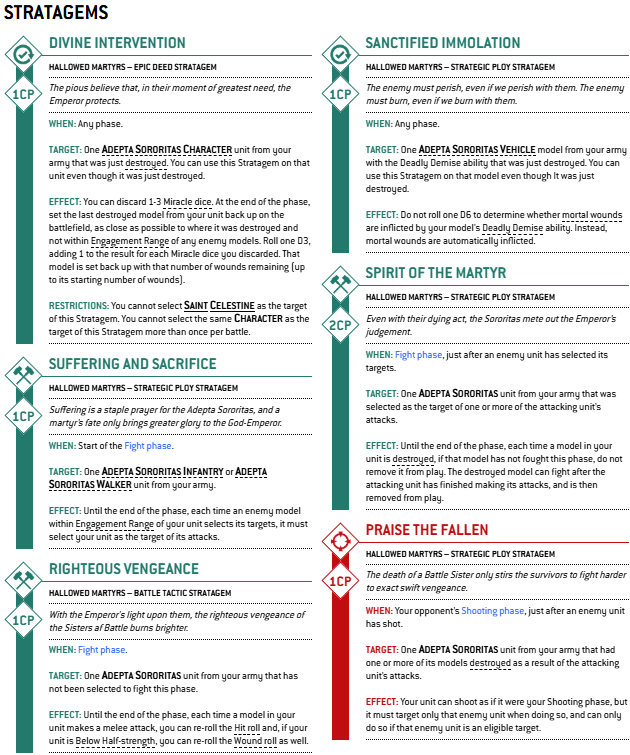 STRATAGEMS
DIVINE INTERVENTION
HALLOWED MARTYRS – EPIC DEED STRATAGEM
1CP
The pious believe that, in their moment of greatest need, the
Emperor protects.
WHEN: Any phase.
TARGET: One ADEPTA SORORITAS CHARACTER unit from your
army that was just destroyed. You can use this Stratagem on that
unit even though it was just destroyed.
EFFECT: You can discard 1-3 Miracle dice. At the end of the phase,
set the last destroyed model from your unit back up on the
battlefield, as close as possible to where it was destroyed and
not within Engagement Range of any enemy models. Roll one D3,
adding 1 to the result for each Miracle dice you discarded. That
model is set back up with that number of wounds remaining (up
to its starting number of wounds).
RESTRICTIONS: You cannot select SAINT CELESTINE as the target
of this Stratagem. You cannot select the same CHARACTER as the
target of this Stratagem more than once per battle.
SUFFERING AND SACRIFICE
HALLOWED MARTYRS – STRATEGIC PLOY STRATAGEM
1CP
Suffering is a staple prayer for the Adepta Sororitas, and a
martyr's fate only brings greater glory to the God-Emperor.
WHEN: Start of the Fight phase.
TARGET: One ADEPTA SORORITAS INFANTRY or ADEPTA
SORORITAS WALKER unit from your army.
EFFECT: Until the end of the phase, each time an enemy model
within Engagement Range of your unit selects its targets, it must
select your unit as the target of its attacks.
RIGHTEOUS VENGEANCE
HALLOWED MARTYRS – BATTLE TACTIC STRATAGEM
1CP
With the Emperor's light upon them, the righteous vengeance of
the Sisters af Battle burns brighter.
WHEN: Fight phase.
TARGET: One ADEPTA SORORITAS unit from your army that has
not been selected to fight this phase.
EFFECT: Until the end of the phase, each time a model in your
unit makes a melee attack, you can re-roll the Hit roll and, if your
unit is Below Half-strength, you can re-roll the Wound roll as well.
SANCTIFIED IMMOLATION
HALLOWED MARTYRS – STRATEGIC PLOY STRATAGEM
1CP
The enemy must perish, even if we perish with them. The enemy
must burn, even if we burn with them.
WHEN: Any phase.
TARGET: One ADEPTA SORORITAS VEHICLE model from your army
with the Deadly Demise ability that was just destroyed. You can
use this Stratagem on that model even though It was just
destroyed.
EFFECT: Do not roll one D6 to determine whether mortal wounds
are inflicted by your model's Deadly Demise ability. Instead,
mortal wounds are automatically inflicted.
SPIRIT OF THE MARTYR
HALLOWED MARTYRS – STRATEGIC PLOY STRATAGEM
2CP
Even with their dying act, the Sororitas mete out the Emperor's
judgement.
WHEN: Fight phase, just after an enemy unit has selected its
targets.
TARGET: One ADEPTA SORORITAS unit from your army that was
selected as the target of one or more of the attacking unit's
attacks.
EFFECT: Until the end of the phase, each time a model in your
unit is destroyed, if that model has not fought this phase, do not
remove it from play. The destroyed model can fight after the
attacking unit has finished making its attacks, and is then
removed from play.
PRAISE THE FALLEN
HALLOWED MARTYRS – STRATEGIC PLOY STRATAGEM
1CP
The death of a Battle Sister only stirs the survivors to fight harder
to exact swift vengeance.
WHEN: Your opponent's Shooting phase, just after an enemy unit
has shot.
TARGET: One ADEPTA SORORITAS unit from your army that had
one or more of its models destroyed as a result of the attacking
unit's attacks.
EFFECT: Your unit can shoot as if it were your Shooting phase, but
it must target only that enemy unit when doing so, and can only
do so if that enemy unit is an eligible target.